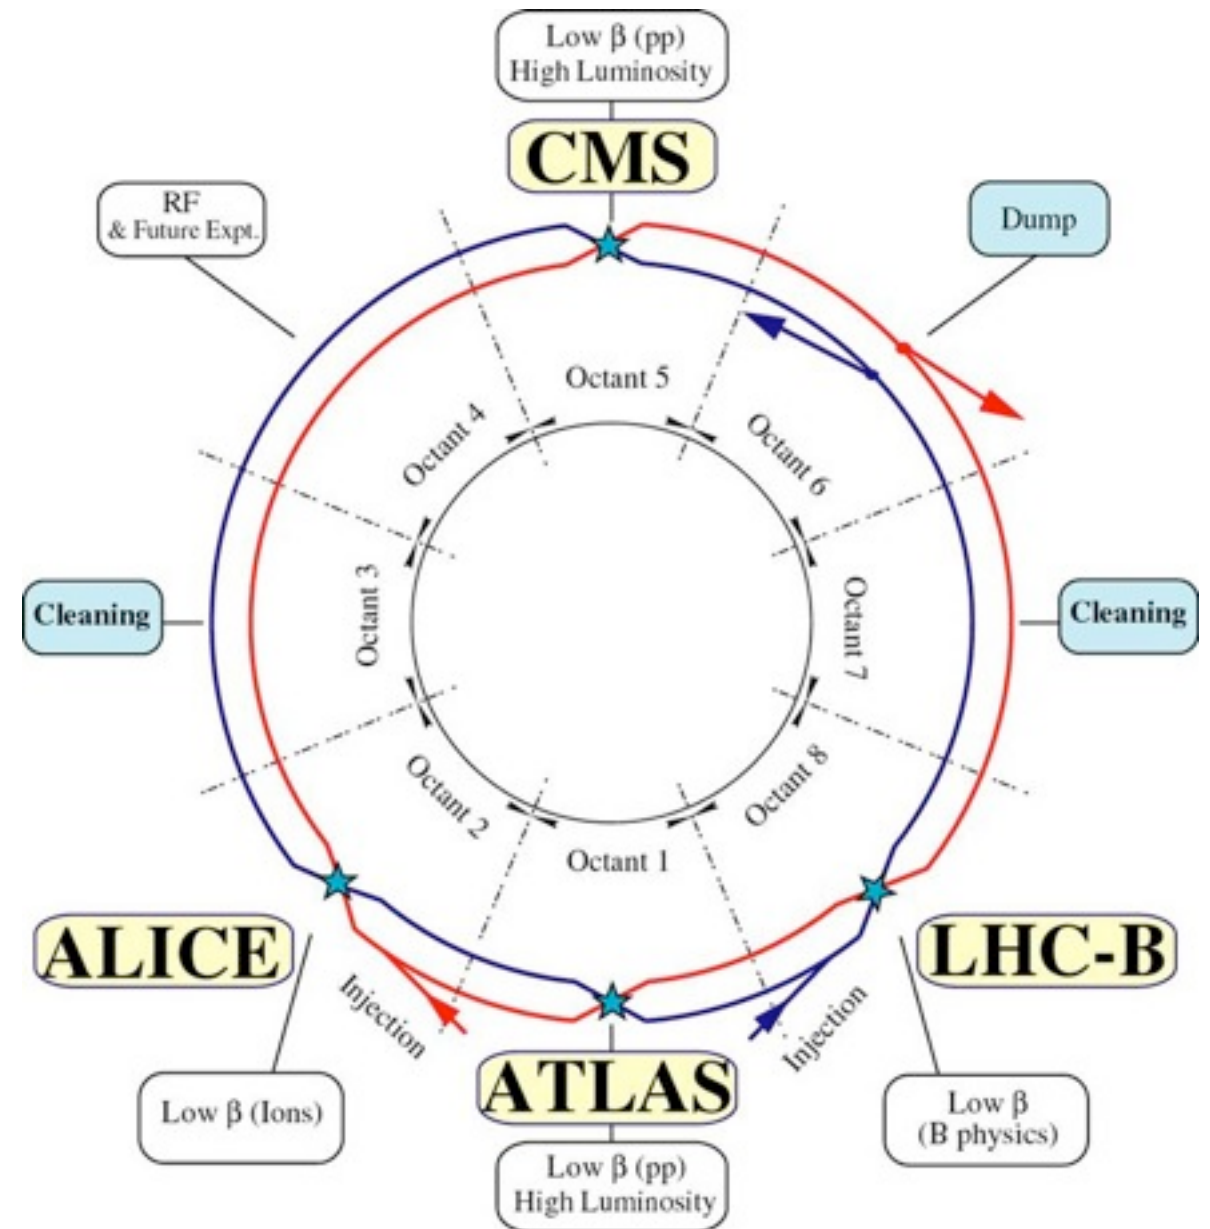 Low β (pp)
High Luminosity
CMS
RF
& Future Expt.
Dump
Octant 5
Octant 4
Octant 6
Cleaning
Octant 3
Octant 7
Cleaning
Octant 2
Octant 8
Octant 1
ALICE
LHC-B
Injection
Injection
ATLAS
Low β (Ions)
Low β
(B physics)
Low β (pp)
High Luminosity